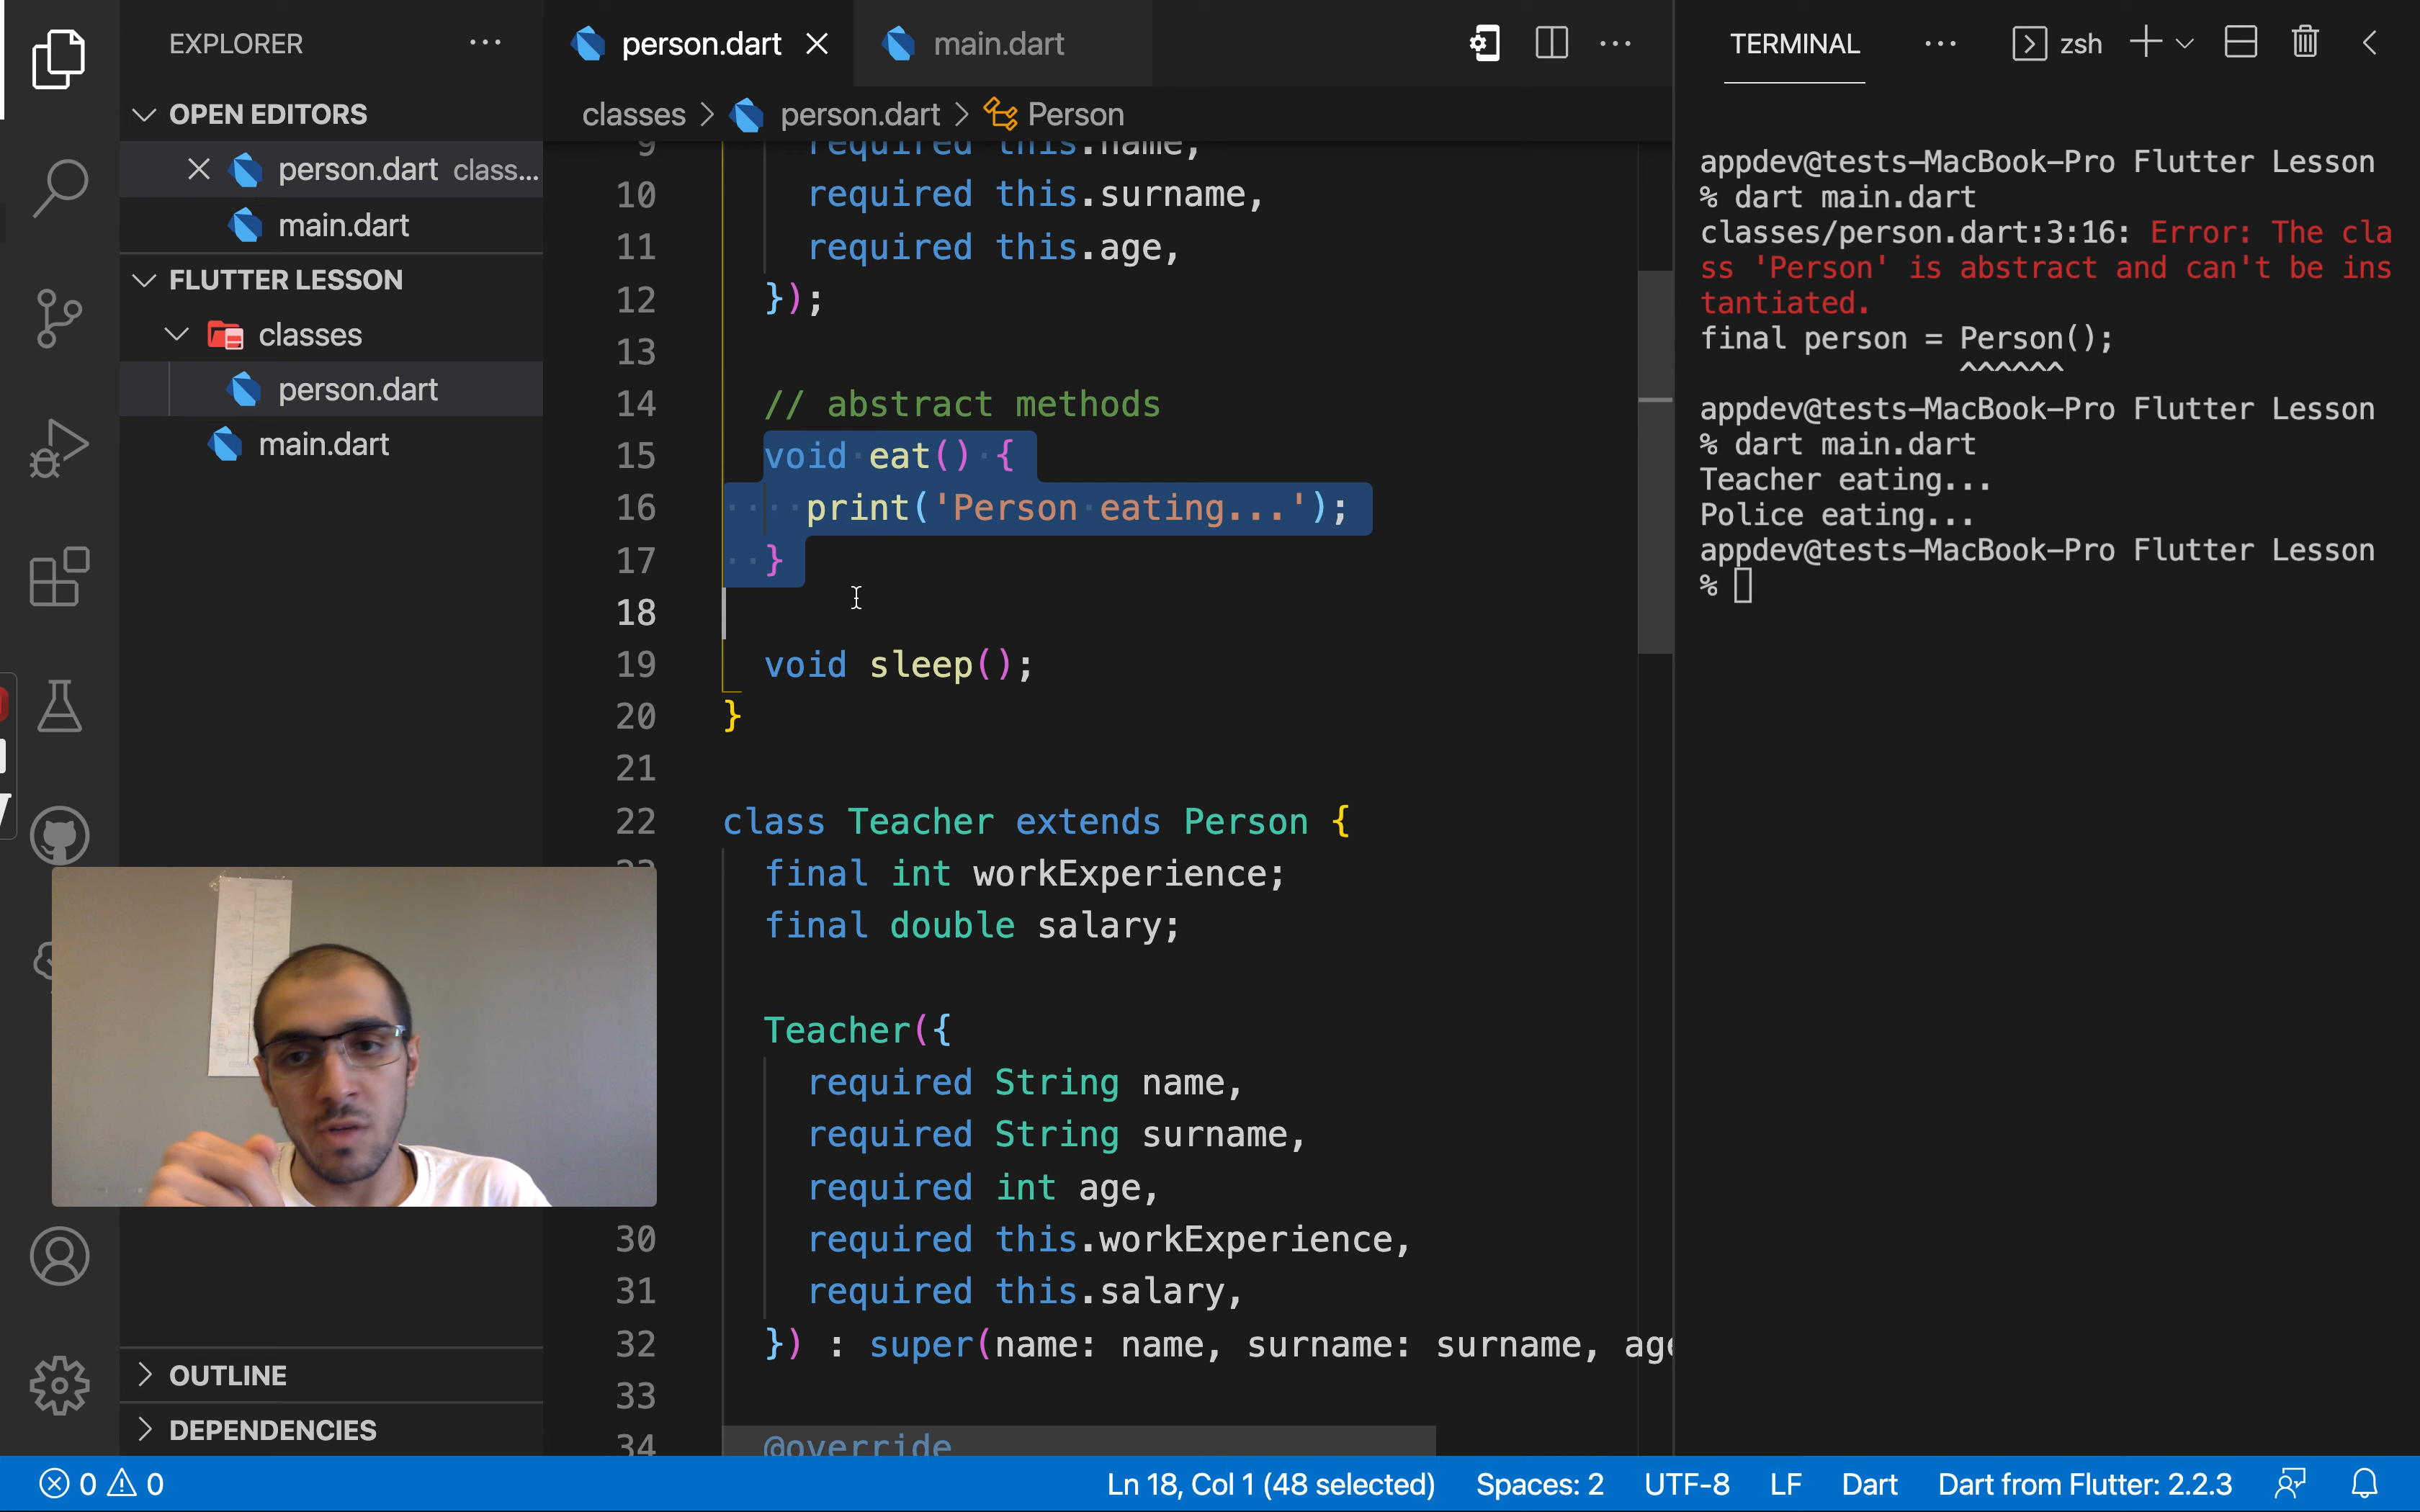 EXPLORER
OPEN EDITORS
person.dart class...
main.dart
FLUTTER LESSON
classes
person.dart
main.dart
OUTLINE
DEPENDENCIES
person.dart
main.dart
classes > person.dart > Person
9 required this.name,
10 required this.surname,
11 required this.age,
12 });
13
14 // abstract methods
15 void eat() {
16 print('Person eating...');
17 }
18
19 void sleep();
20 }
21
22 class Teacher extends Person {
final int workExperience;
final double salary;
Teacher({
required String name,
required String surname,
required int age,
30 required this.workExperience,
31 required this.salary,
32 }) : super(name: name, surname: surname, age
33
34 @override
TERMINAL
zsh
appdev@tests-MacBook-Pro Flutter Lesson
% dart main.dart
classes/person.dart:3:16: Error: The cla
ss 'Person' is abstract and can't be ins
tantiated.
final person = Person();
^^^^^^
appdev@tests-MacBook-Pro Flutter Lesson
% dart main.dart
Teacher eating...
Police eating...
appdev@tests-MacBook-Pro Flutter Lesson
%
0 0
Ln 18, Col 1 (48 selected)
Spaces: 2
UTF-8
LF
Dart
Dart from Flutter: 2.2.3